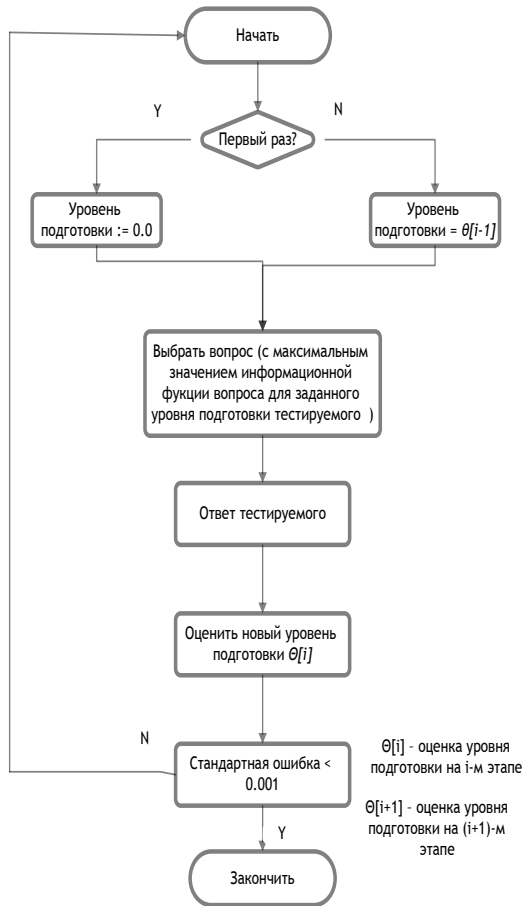 Начать
Y
N
Первый раз?
Уровень
подготовки := 0.0
Уровень
подготовки = θ[i-1]
Выбрать вопрос (с максимальным
значением информационной
фукции вопроса для заданного
уровня подготовки тестируемого )
Ответ тестируемого
Оценить новый уровень
подготовки Θ[i]
N
Стандартная ошибка <
0.001
Θ[i] – оценка уровня
подготовки на i-м этапе
Θ[i+1] – оценка уровня
подготовки на (i+1)-м
этапе
Y
Закончить